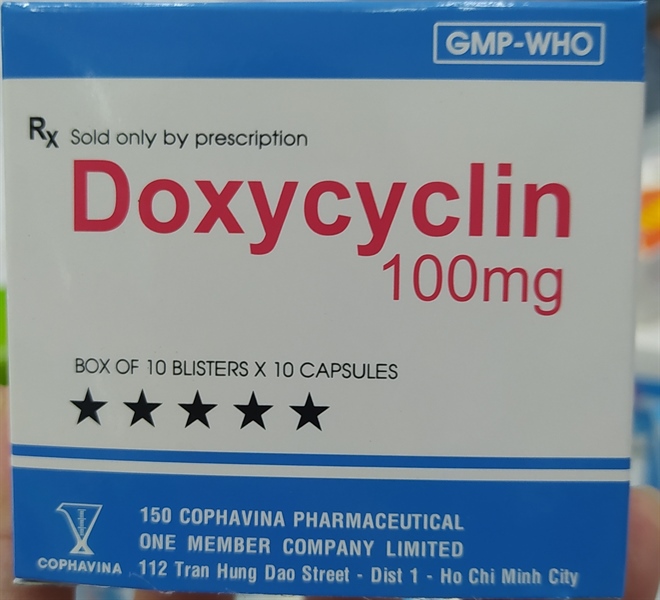 GMP-WHO
Rx Sold only by prescription
Doxycyclin
100mg
BOX OF 10 BLISTERS X 10 CAPSULES
150 COPHAVINA PHARMACEUTICAL
ONE MEMBER COMPANY LIMITED
COPHAVINA
112 Tran Hung Dao Street - Dist 1 - Ho Chi Minh City